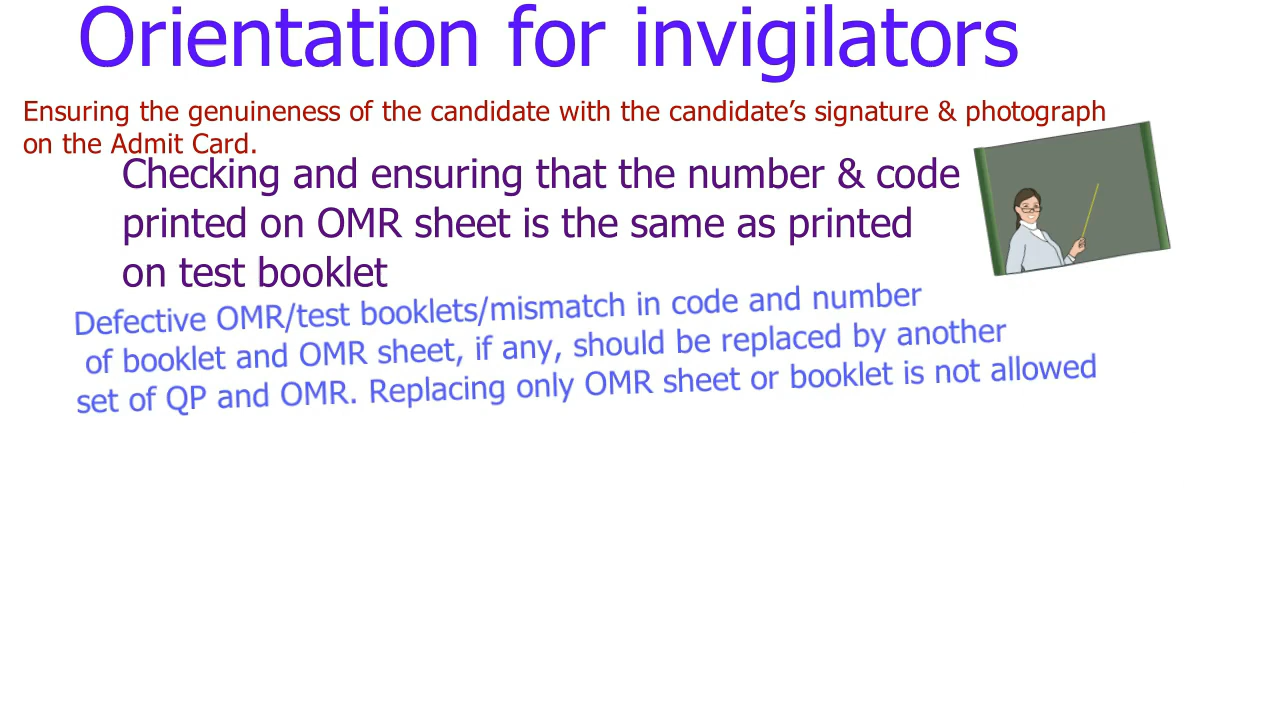 Orientation for invigilators
Ensuring the genuineness of the candidate with the candidate’s signature & photograph
on the Admit Card.
Checking and ensuring that the number & code
printed on OMR sheet is the same as printed
on test booklet
Defective OMR/test booklets/mismatch in code and number
of booklet and OMR sheet, if any, should be replaced by another
set of QP and OMR. Replacing only OMR sheet or booklet is not allowed